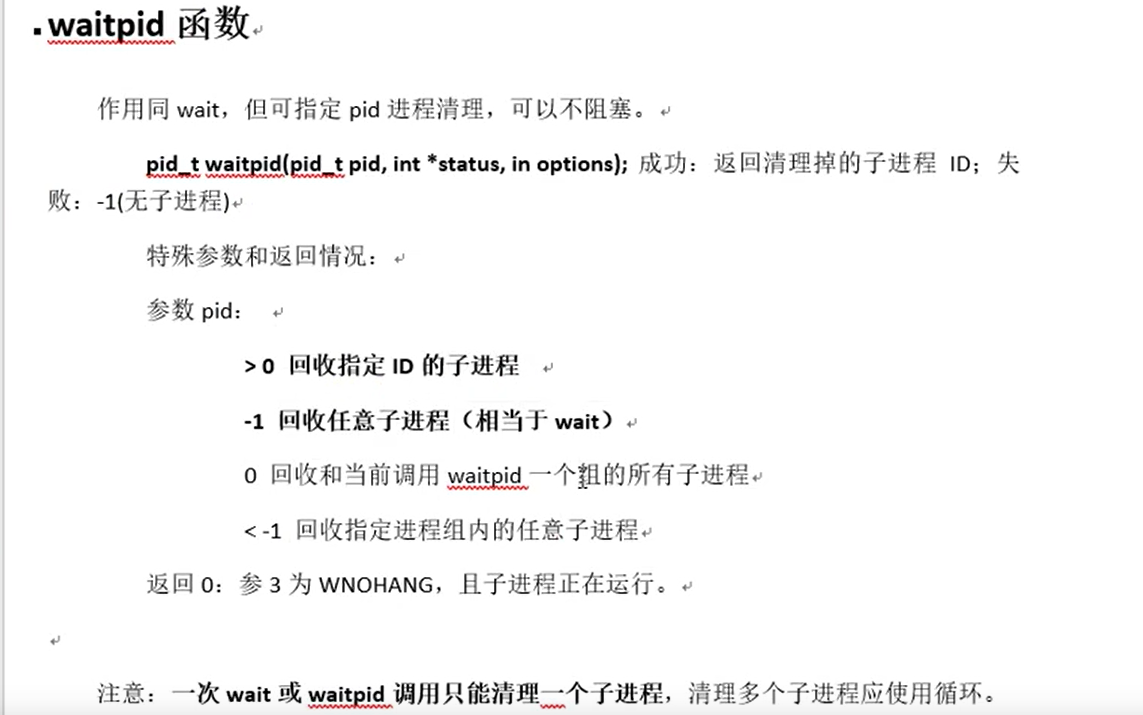 waitpid 函数
作用同 wait，但可指定 pid 进程清理，可以不阻塞。
pid_t waitpid(pid_t pid, int *status, in options); 成功：返回清理掉的子进程 ID；失
败：-1(无子进程)
特殊参数和返回情况：
参数 pid：
> 0 回收指定 ID 的子进程
-1 回收任意子进程（相当于 wait）
0 回收和当前调用 waitpid 一个组的所有子进程
< -1 回收指定进程组内的任意子进程
返回 0：参 3 为 WNOHANG，且子进程正在运行。
注意：一次 wait 或 waitpid 调用只能清理一个子进程，清理多个子进程应使用循环。